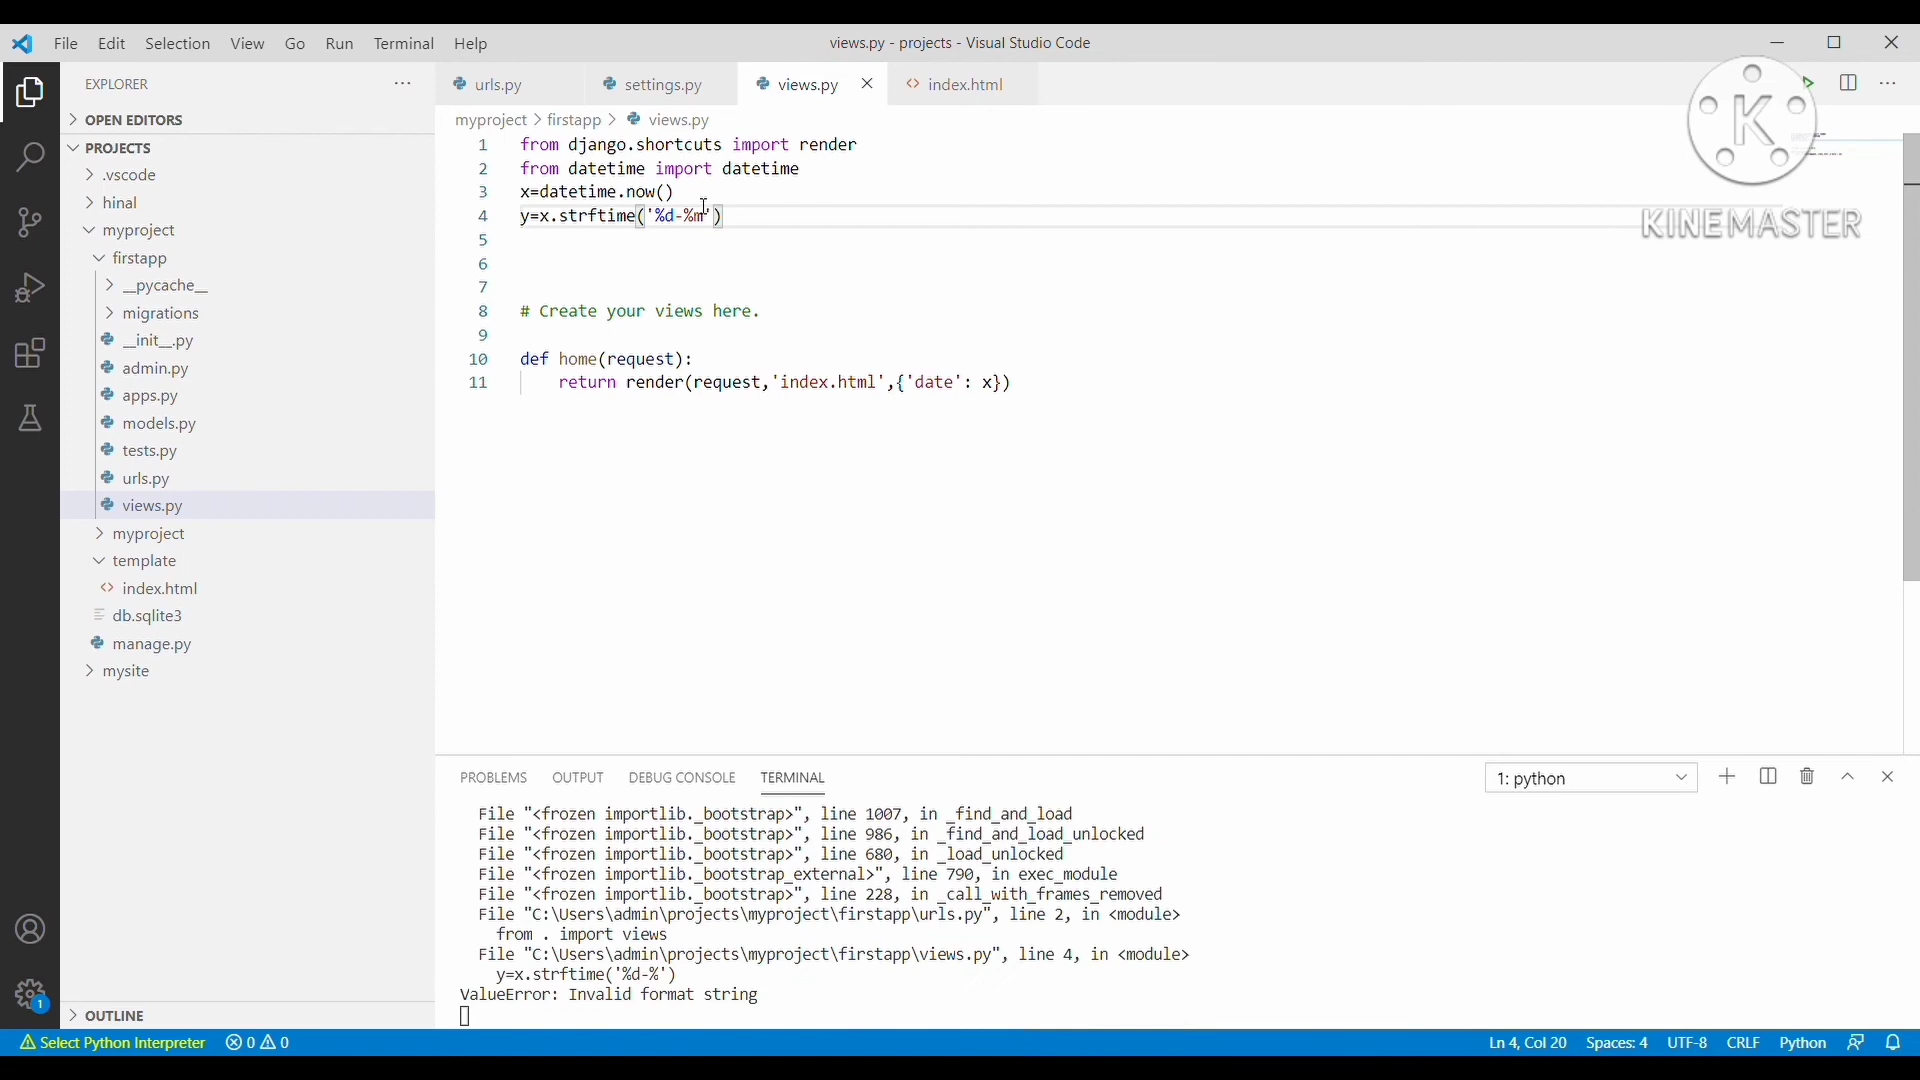 File Edit Selection View Go Run Terminal Help
views.py - projects - Visual Studio Code
EXPLORER
OPEN EDITORS
PROJECTS
.vscode
hinal
myproject
firstapp
__pycache__
migrations
__init__.py
admin.py
apps.py
models.py
tests.py
urls.py
views.py
myproject
template
index.html
db.sqlite3
manage.py
mysite
OUTLINE
urls.py settings.py views.py index.html
myproject > firstapp > views.py
1 from django.shortcuts import render
2 from datetime import datetime
3 x=datetime.now()
4 y=x.strftime('%d-%m')
5
6
7
8 # Create your views here.
9
10 def home(request):
11 return render(request,'index.html',{'date': x})
K
KINEMASTER
PROBLEMS OUTPUT DEBUG CONSOLE TERMINAL
1: python
File "<frozen importlib._bootstrap>", line 1007, in _find_and_load
File "<frozen importlib._bootstrap>", line 986, in _find_and_load_unlocked
File "<frozen importlib._bootstrap>", line 680, in _load_unlocked
File "<frozen importlib._bootstrap_external>", line 790, in exec_module
File "<frozen importlib._bootstrap>", line 228, in _call_with_frames_removed
File "C:\Users\admin\projects\myproject\firstapp\urls.py", line 2, in <module>
from . import views
File "C:\Users\admin\projects\myproject\firstapp\views.py", line 4, in <module>
y=x.strftime('%d-%')
ValueError: Invalid format string
1
Select Python Interpreter 0 0
Ln 4, Col 20 Spaces: 4 UTF-8 CRLF Python